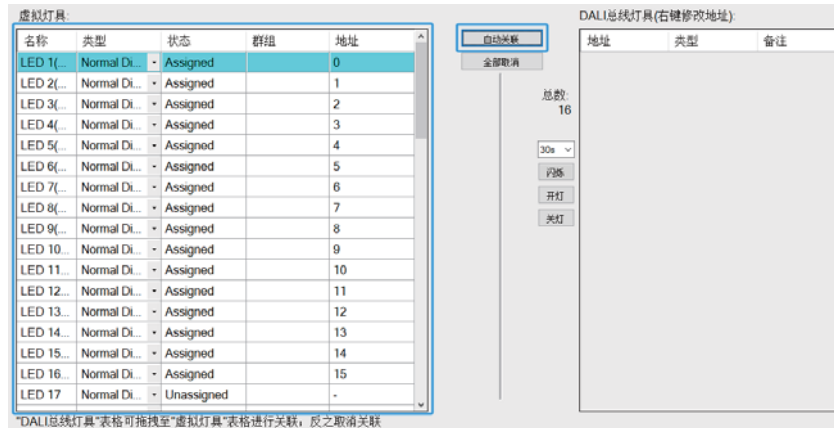 虚拟灯具:
名称 类型 状态 群组 地址
LED 1(... Normal Di... Assigned 0
LED 2(... Normal Di... Assigned 1
LED 3(... Normal Di... Assigned 2
LED 4(... Normal Di... Assigned 3
LED 5(... Normal Di... Assigned 4
LED 6(... Normal Di... Assigned 5
LED 7(... Normal Di... Assigned 6
LED 8(... Normal Di... Assigned 7
LED 9(... Normal Di... Assigned 8
LED 10... Normal Di... Assigned 9
LED 11... Normal Di... Assigned 10
LED 12... Normal Di... Assigned 11
LED 13... Normal Di... Assigned 12
LED 14... Normal Di... Assigned 13
LED 15... Normal Di... Assigned 14
LED 16... Normal Di... Assigned 15
LED 17 Normal Di... Unassigned -
"DALI总线灯具"表格可拖拽至"虚拟灯具"表格进行关联，反之取消关联
自动关联
全部取消
总数:
16
30s
闪烁
开灯
关灯
DALI总线灯具(右键修改地址):
地址 类型 备注